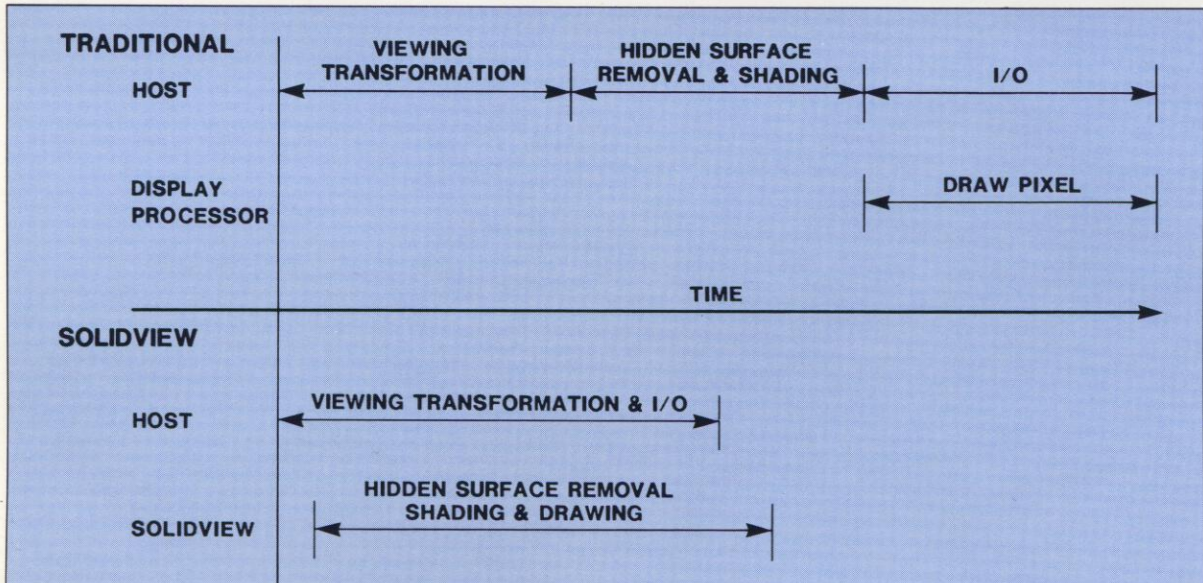 TRADITIONAL
HOST
VIEWING
TRANSFORMATION
HIDDEN SURFACE
REMOVAL & SHADING
I/O
DISPLAY
PROCESSOR
DRAW PIXEL
TIME
SOLIDVIEW
HOST
VIEWING TRANSFORMATION & I/O
SOLIDVIEW
HIDDEN SURFACE REMOVAL
SHADING & DRAWING